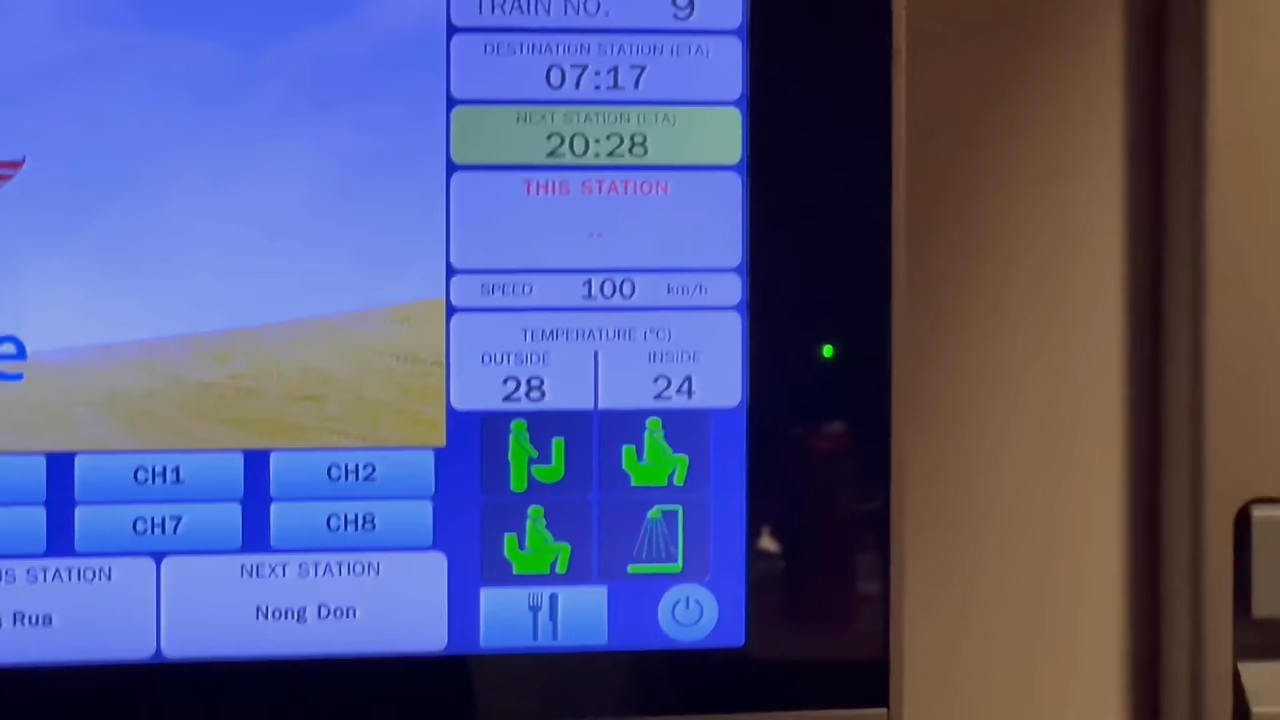 TRAIN NO. 9
DESTINATION STATION (ETA)
07:17
NEXT STATION (ETA)
20:28
THIS STATION
--
SPEED 100 km/h
TEMPERATURE (°C)
OUTSIDE INSIDE
28 24
e
CH1 CH2
CH7 CH8
S STATION NEXT STATION
Rua Nong Don